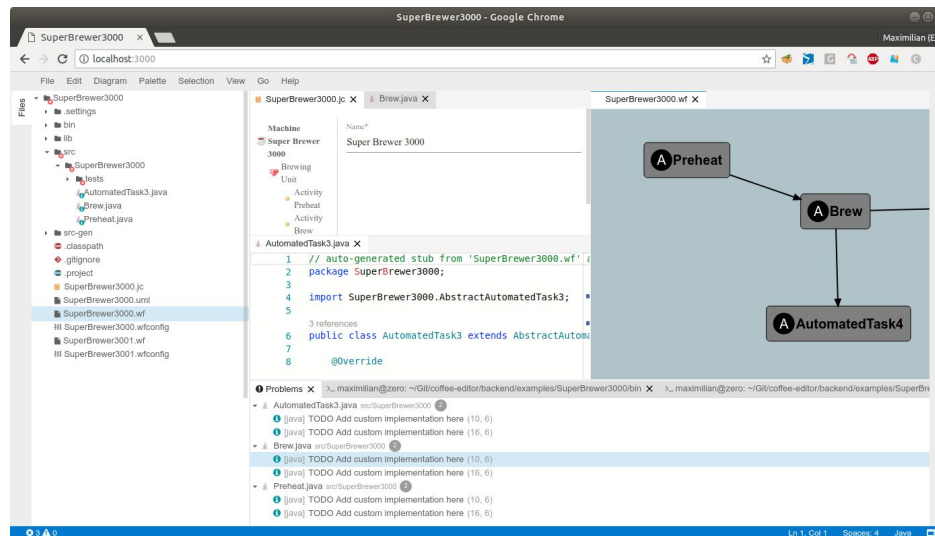 SuperBrewer3000 - Google Chrome
SuperBrewer3000 ×
Maximilian (E
localhost:3000
File Edit Diagram Palette Selection View Go Help
Files
SuperBrewer3000
.settings
bin
lib
src
SuperBrewer3000
tests
AutomatedTask3.java
Brew.java
Preheat.java
src-gen
.classpath
.gitignore
.project
SuperBrewer3000.jc
SuperBrewer3000.uml
SuperBrewer3000.wf
SuperBrewer3000.wfconfig
SuperBrewer3001.wf
SuperBrewer3001.wfconfig
SuperBrewer3000.jc X Brew.java X
Machine
Super Brewer
3000
Brewing
Unit
Activity
Preheat
Activity
Brew
Name*
Super Brewer 3000
AutomatedTask3.java X
1 // auto-generated stub from 'SuperBrewer3000.wf' a
2 package SuperBrewer3000;
3
4 import SuperBrewer3000.AbstractAutomatedTask3;
5
3 references
6 public class AutomatedTask3 extends AbstractAutoma
7
8 @Override
SuperBrewer3000.wf X
A Preheat
A Brew
A AutomatedTask4
Problems X >_ maximilian@zero: ~/Git/coffee-editor/backend/examples/SuperBrewer3000/bin X >_ maximilian@zero: ~/Git/coffee-editor/backend/examples/SuperBre
AutomatedTask3.java src/SuperBrewer3000 2
[java] TODO Add custom implementation here (10, 6)
[java] TODO Add custom implementation here (16, 6)
Brew.java src/SuperBrewer3000 2
[java] TODO Add custom implementation here (10, 6)
[java] TODO Add custom implementation here (16, 6)
Preheat.java src/SuperBrewer3000 2
[java] TODO Add custom implementation here (10, 6)
[java] TODO Add custom implementation here (16, 6)
3 0 Ln 1, Col 1 Spaces: 4 Java